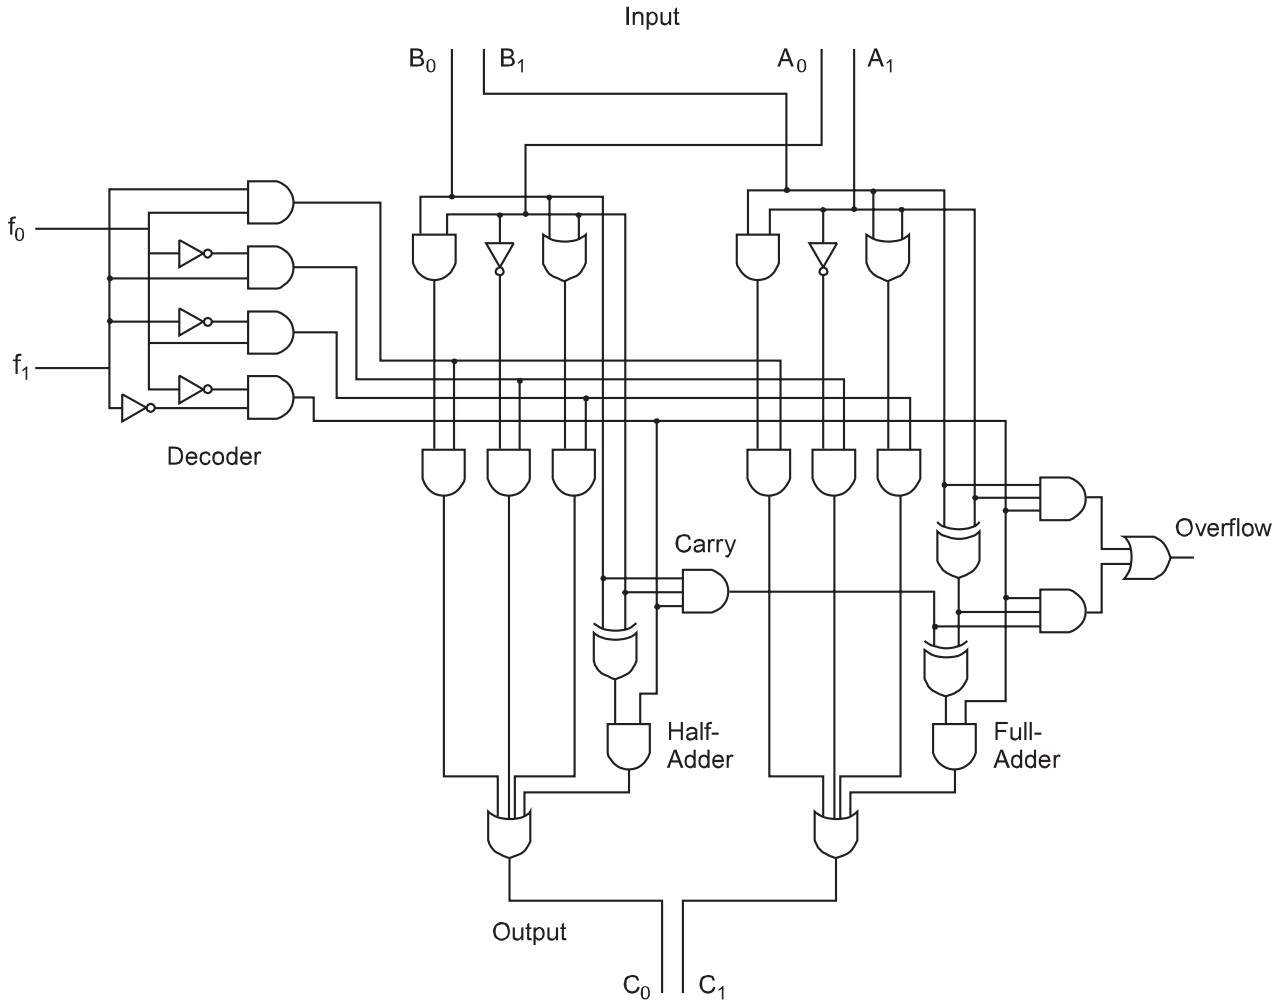 Input
B0 B1 A0 A1
f0
f1
Decoder
Overflow
Carry
Half-
Adder
Full-
Adder
Output
C0 C1